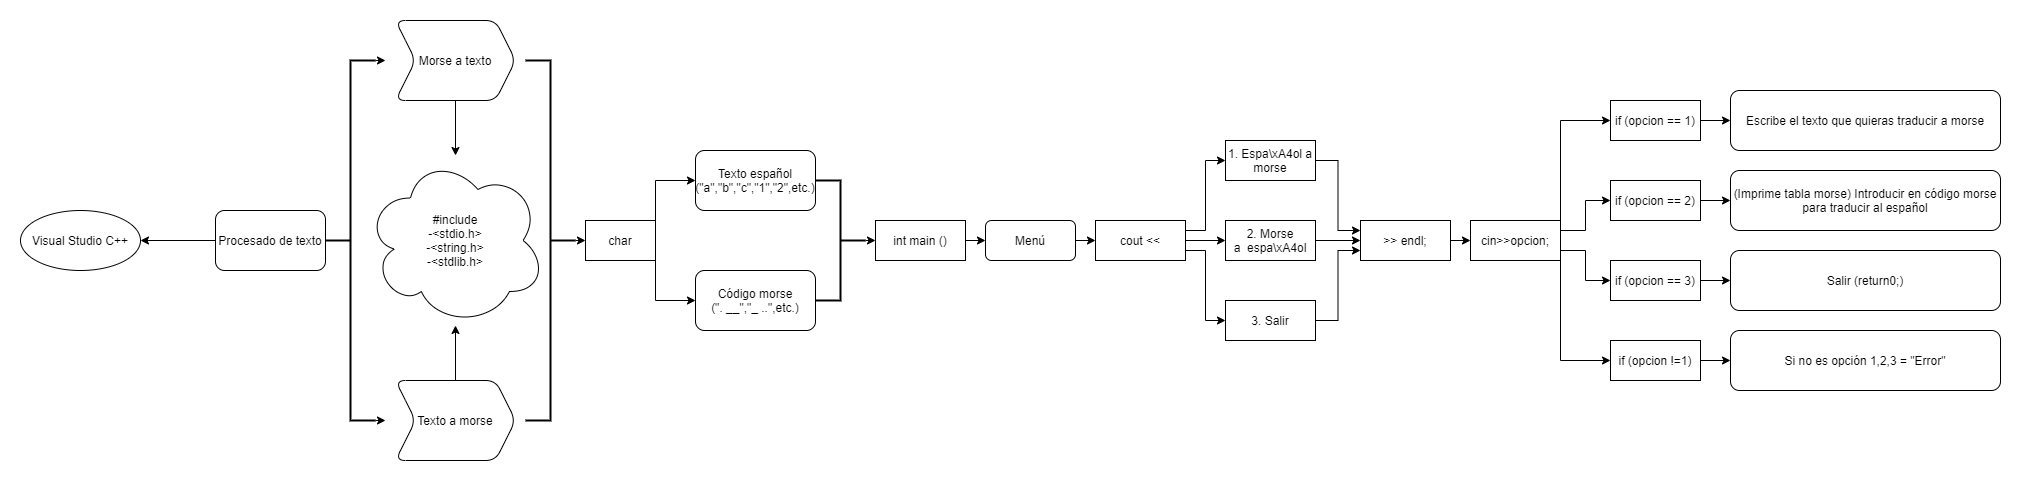 Visual Studio C++
Procesado de texto
Morse a texto
#include
-<stdio.h>
-<string.h>
-<stdlib.h>
Texto a morse
char
Texto español
("a","b","c","1","2",etc.)
Código morse
(". __","_ ..",etc.)
int main ()
Menú
cout <<
1. Espa\xA4ol a
morse
2. Morse
a espa\xA4ol
3. Salir
>> endl;
cin>>opcion;
if (opcion == 1)
Escribe el texto que quieras traducir a morse
if (opcion == 2)
(Imprime tabla morse) Introducir en código morse
para traducir al español
if (opcion == 3)
Salir (return0;)
if (opcion !=1)
Si no es opción 1,2,3 = "Error"